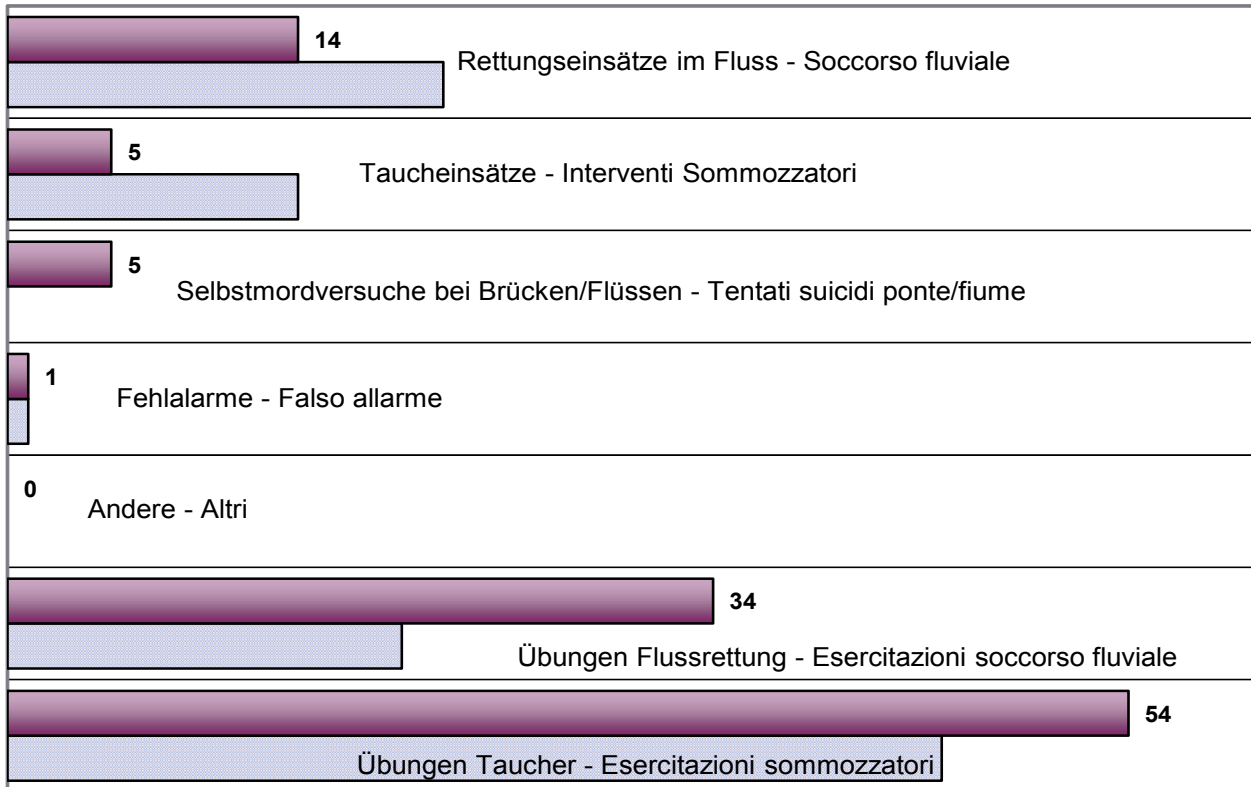 14
Rettungseinsätze im Fluss - Soccorso fluviale
5
Taucheinsätze - Interventi Sommozzatori
5
Selbstmordversuche bei Brücken/Flüssen - Tentati suicidi ponte/fiume
1
Fehlalarme - Falso allarme
0
Andere - Altri
34
Übungen Flussrettung - Esercitazioni soccorso fluviale
54
Übungen Taucher - Esercitazioni sommozzatori